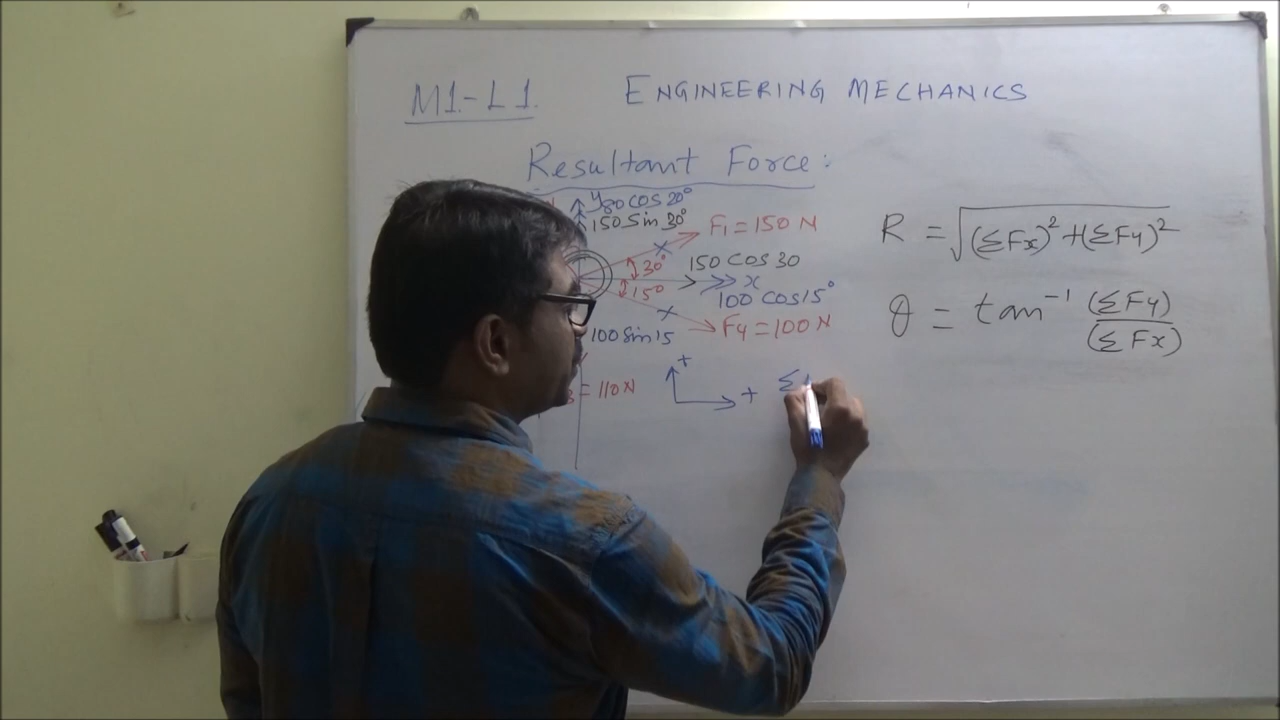 M1-L1. ENGINEERING MECHANICS
Resultant Force:
y 80 cos 20°
150 Sin 30°
F1 = 150 N
30°
150 cos 30
15°
x
100 cos 15°
100 Sin 15
F4 = 100 N
= 110 N
+
+
Σ
R = √(ΣFx)² + (ΣFy)²
θ = tan⁻¹ (ΣFy)
(ΣFx)